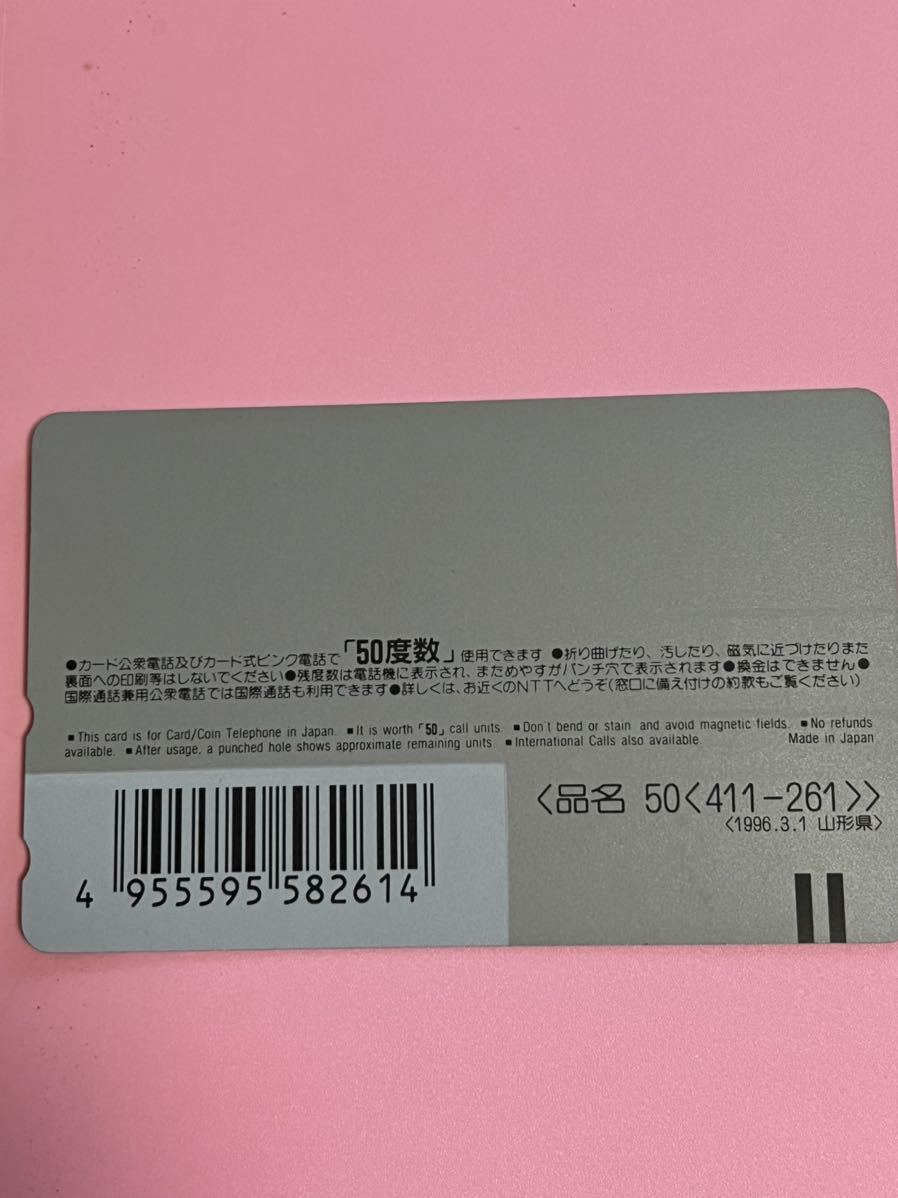 ●カード公衆電話及びカード式ピンク電話で「50度数」使用できます ●折り曲げたり、汚したり、磁気に近づけたりまた
裏面への印刷等はしないでください●残度数は電話機に表示され、まためやすがパンチ穴で表示されます●換金はできません●
国際通話兼用公衆電話では国際通話も利用できます●詳しくは、お近くのNTTへどうぞ(窓口に備え付けの約款もご覧ください)
■This card is for Card/Coin Telephone in Japan. ■It is worth「50」call units. ■Don't bend or stain and avoid magnetic fields. ■No refunds
available. ■After usage, a punched hole shows approximate remaining units. ■International Calls also available. Made in Japan
〈品名 50〈411-261〉〉
〈1996.3.1 山形県〉
4 955595 582614